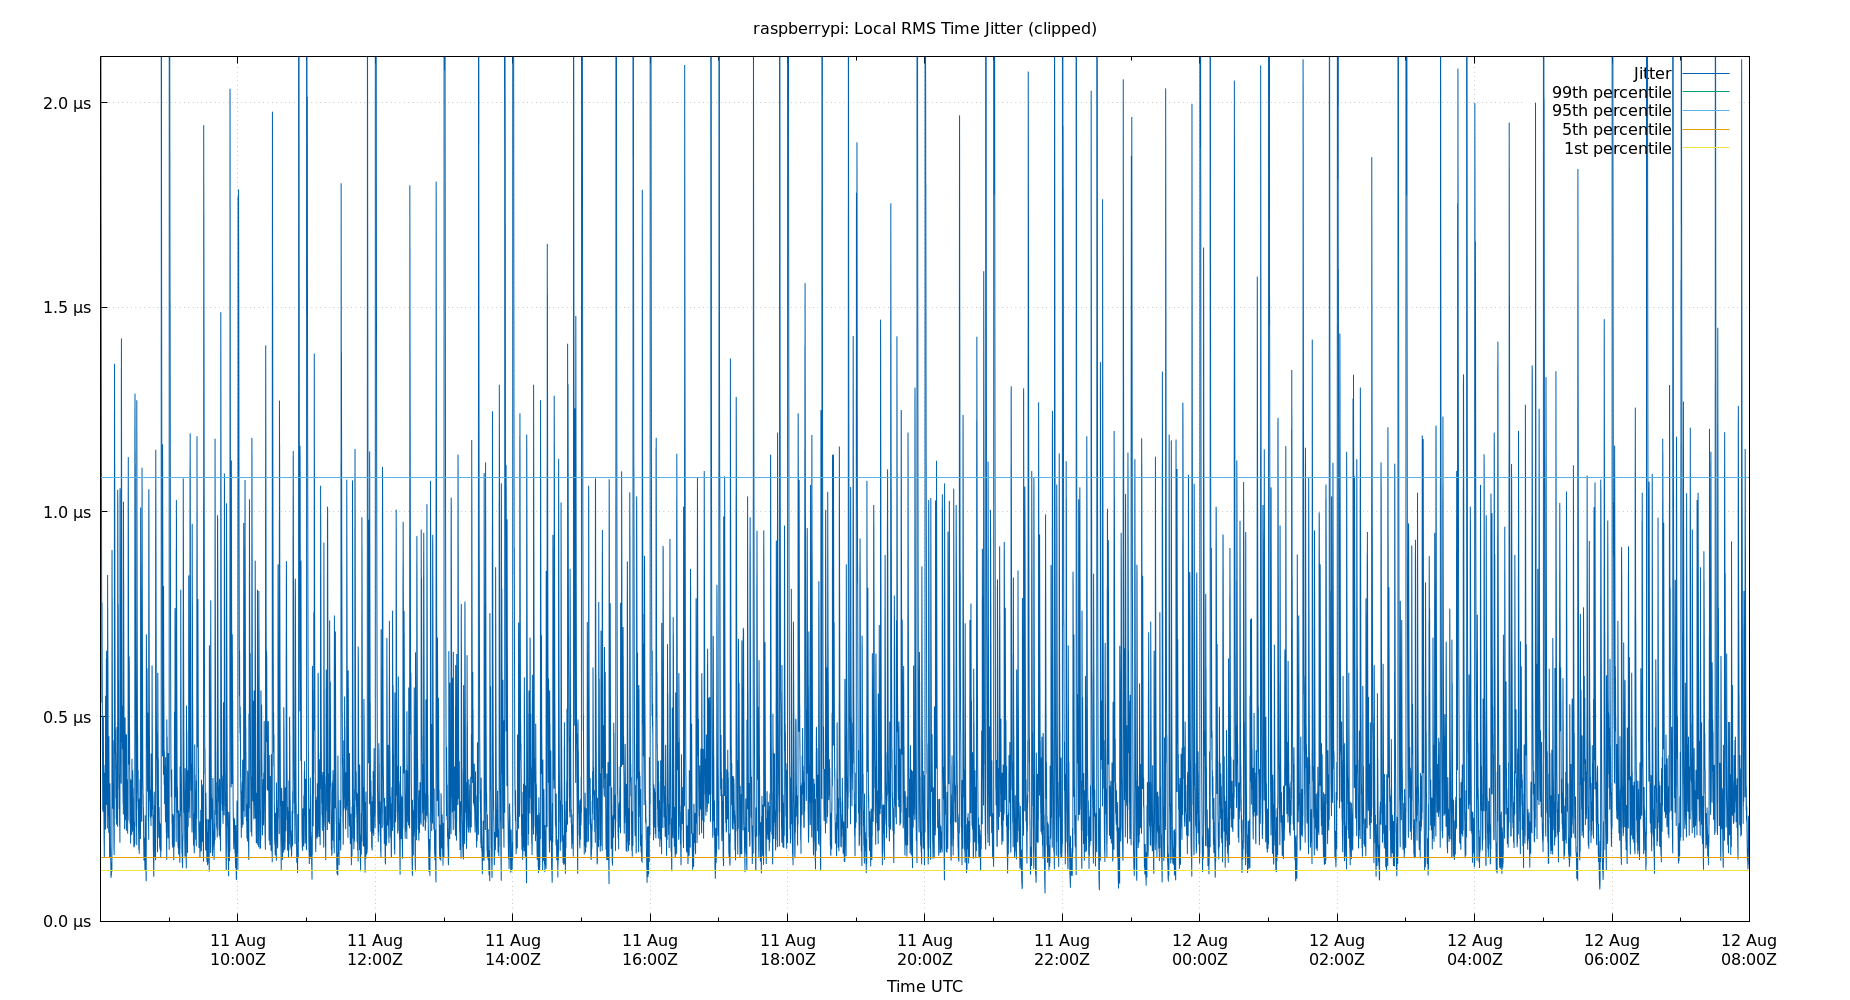 raspberrypi: Local RMS Time Jitter (clipped)
Jitter
99th percentile
95th percentile
5th percentile
1st percentile
2.0 μs
1.5 μs
1.0 μs
0.5 μs
0.0 μs
11 Aug 11 Aug 11 Aug 11 Aug 11 Aug 11 Aug 11 Aug 12 Aug 12 Aug 12 Aug 12 Aug 12 Aug
10:00Z 12:00Z 14:00Z 16:00Z 18:00Z 20:00Z 22:00Z 00:00Z 02:00Z 04:00Z 06:00Z 08:00Z
Time UTC